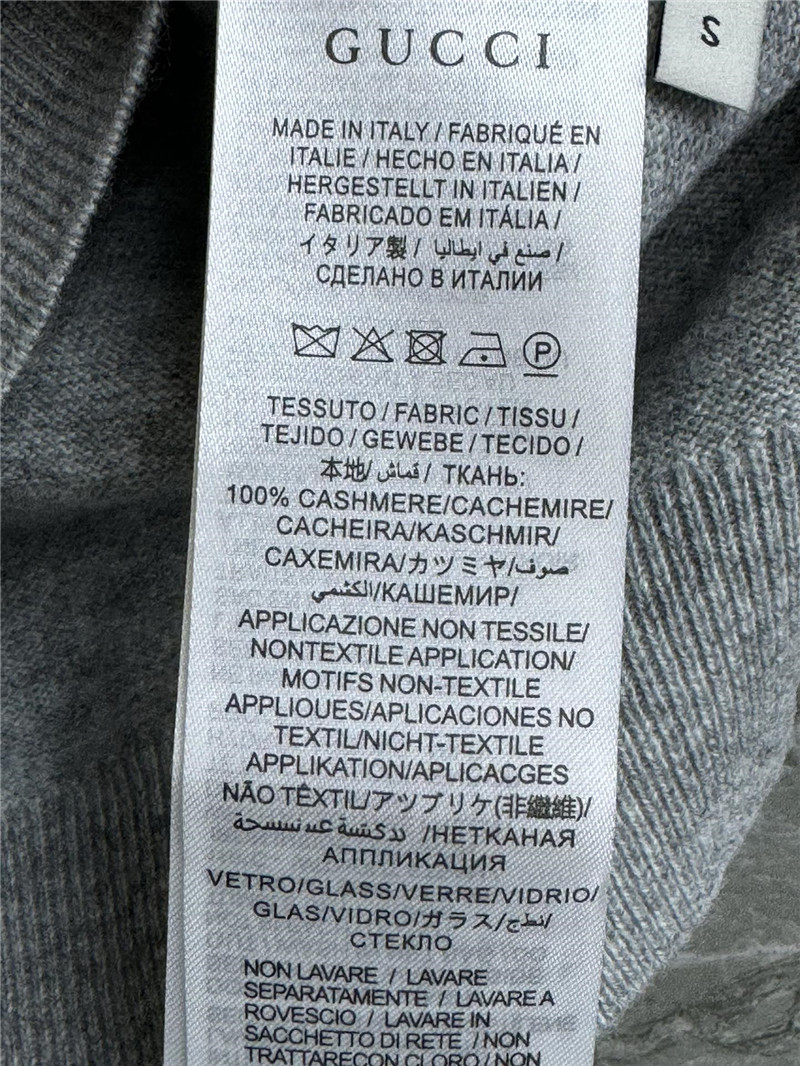 GUCCI
S
MADE IN ITALY / FABRIQUÉ EN
ITALIE / HECHO EN ITALIA /
HERGESTELLT IN ITALIEN /
FABRICADO EM ITÁLIA /
イタリア製 / صنع في ايطاليا /
СДЕЛАНО В ИТАЛИИ
P
TESSUTO / FABRIC / TISSU /
TEJIDO / GEWEBE / TECIDO /
本地/ قماش / ТКАНЬ:
100% CASHMERE/CACHEMIRE/
CACHEIRA/KASCHMIR/
CAXEMIRA/カツミヤ/صوف
الكشمي/КАШЕМИР/
APPLICAZIONE NON TESSILE/
NONTEXTILE APPLICATION/
MOTIFS NON-TEXTILE
APPLIQUES/APLICACIONES NO
TEXTIL/NICHT-TEXTILE
APPLIKATION/APLICACGES
NÃO TÊXTIL/アツプリケ(非繊維)/
/НЕТКАНАЯ
АППЛИКАЦИЯ
VETRO/GLASS/VERRE/VIDRIO/
GLAS/VIDRO/ガラス/
СТЕКЛО
NON LAVARE / LAVARE
SEPARATAMENTE / LAVARE A
ROVESCIO / LAVARE IN
SACCHETTO DI RETE / NON
TRATTARECON CLORO / NON